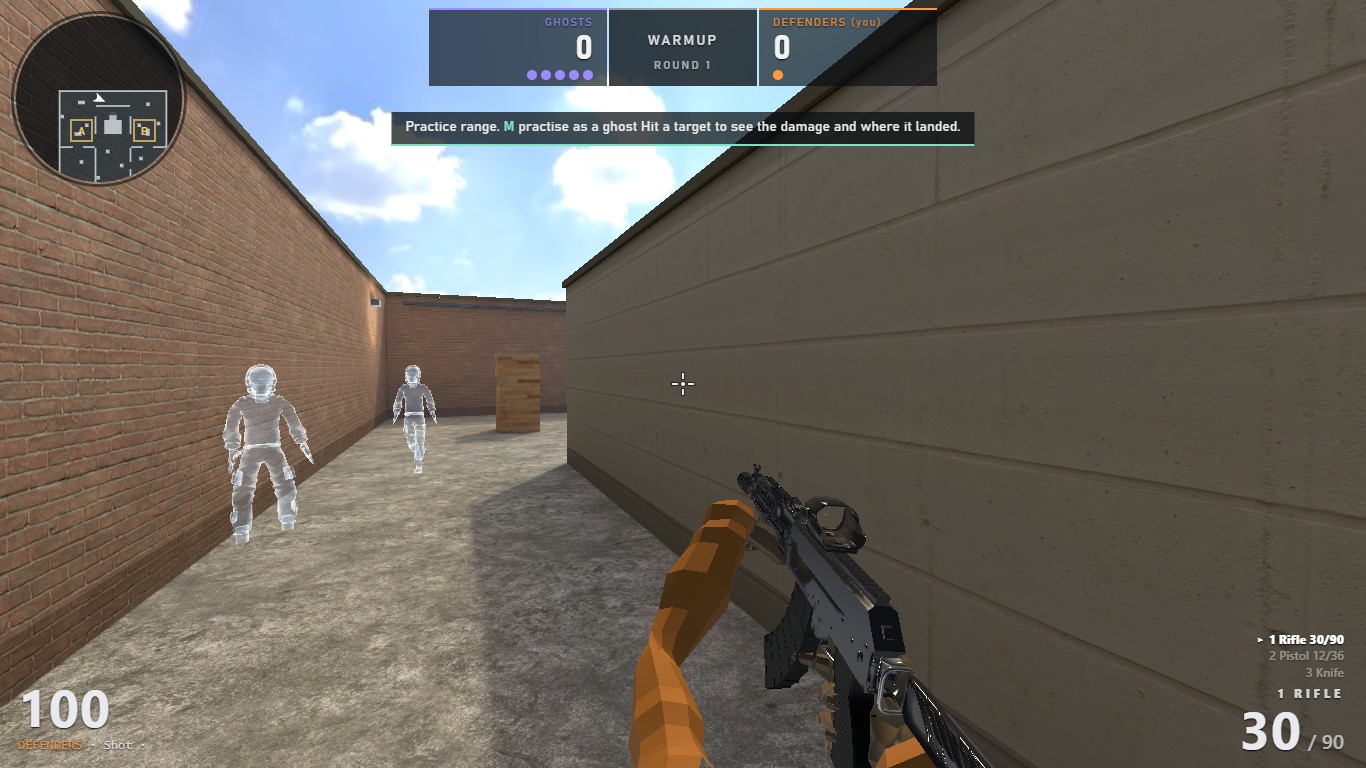 GHOSTS
0
WARMUP
ROUND 1
DEFENDERS (you)
0
Practice range. M practise as a ghost Hit a target to see the damage and where it landed.
A
B
▸ 1 Rifle 30/90
2 Pistol 12/36
3 Knife
1 RIFLE
30 / 90
100
DEFENDERS - Shot -